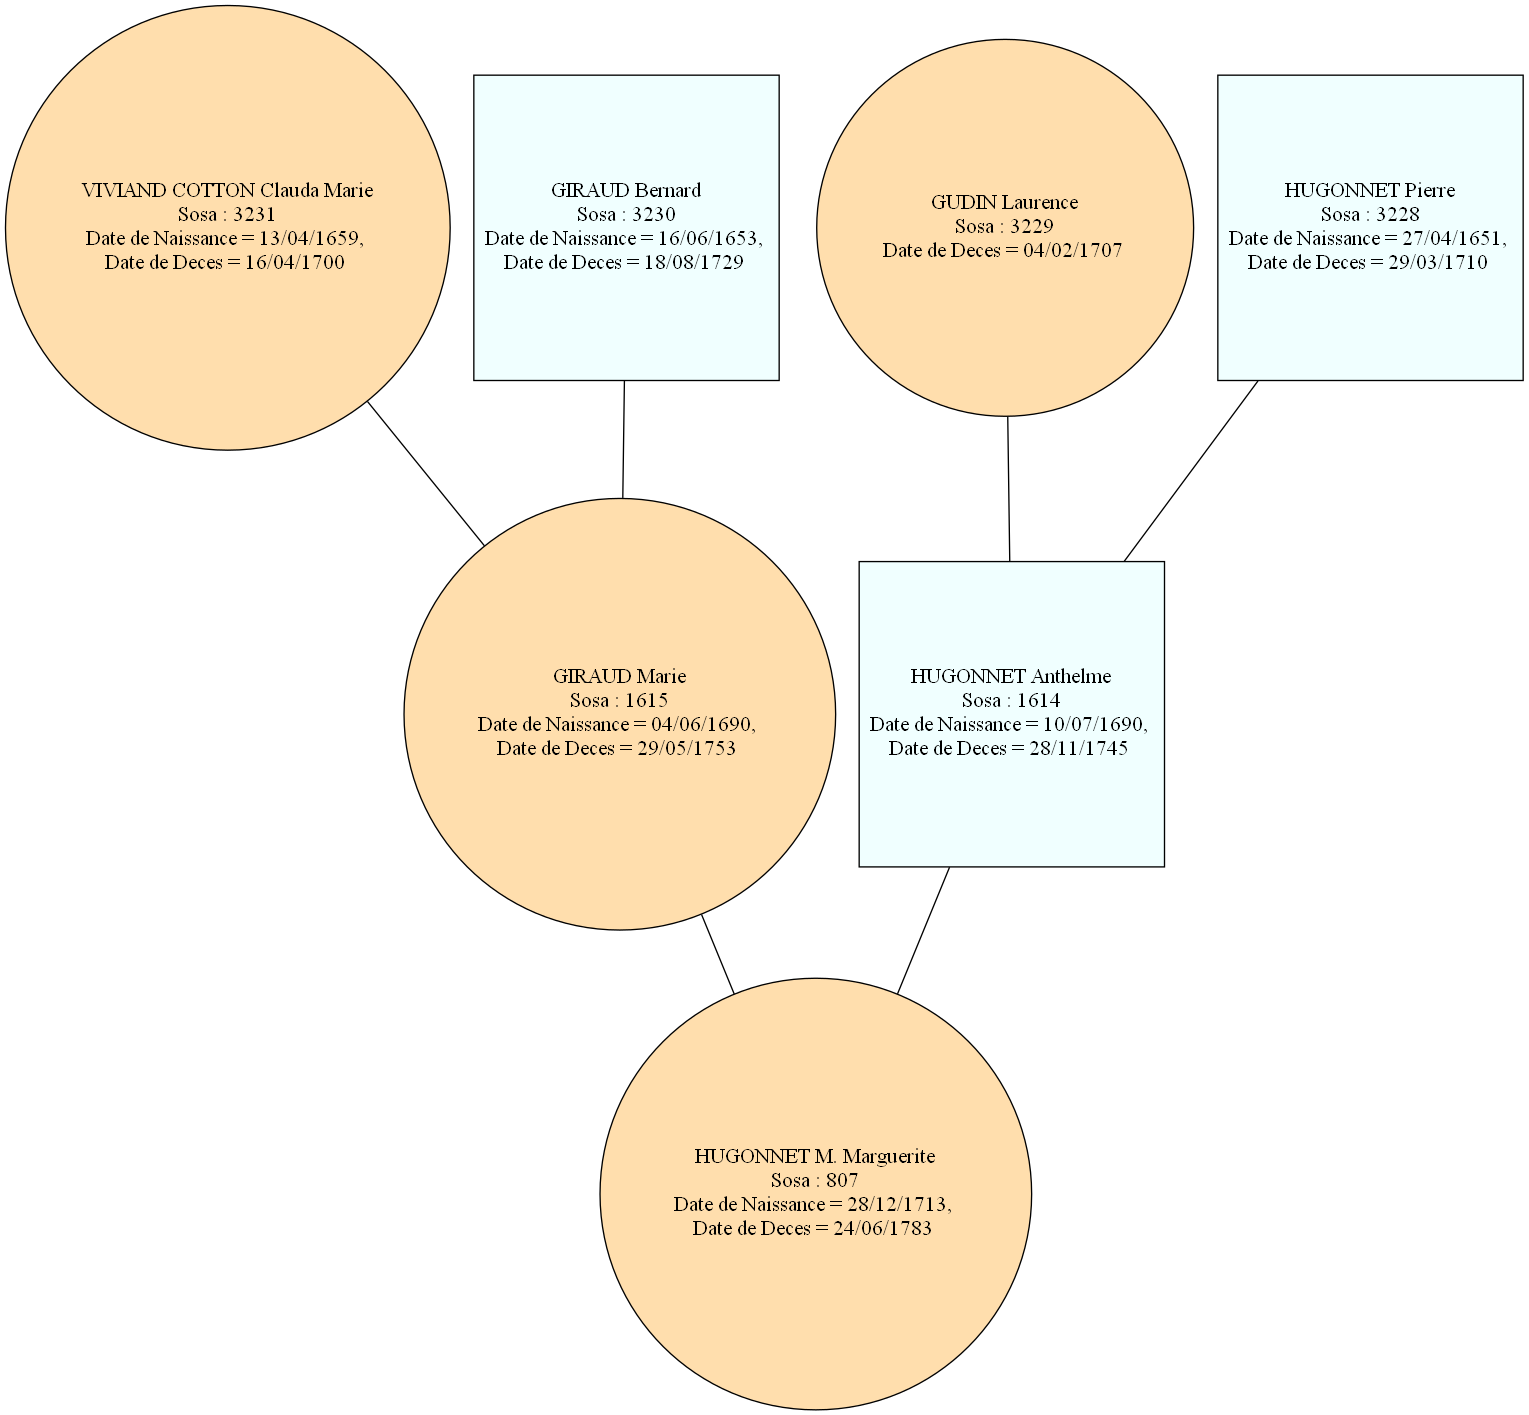 VIVIAND COTTON Clauda Marie
Sosa : 3231
Date de Naissance = 13/04/1659,
Date de Deces = 16/04/1700
GIRAUD Bernard
Sosa : 3230
Date de Naissance = 16/06/1653,
Date de Deces = 18/08/1729
GUDIN Laurence
Sosa : 3229
Date de Deces = 04/02/1707
HUGONNET Pierre
Sosa : 3228
Date de Naissance = 27/04/1651,
Date de Deces = 29/03/1710
GIRAUD Marie
Sosa : 1615
Date de Naissance = 04/06/1690,
Date de Deces = 29/05/1753
HUGONNET Anthelme
Sosa : 1614
Date de Naissance = 10/07/1690,
Date de Deces = 28/11/1745
HUGONNET M. Marguerite
Sosa : 807
Date de Naissance = 28/12/1713,
Date de Deces = 24/06/1783